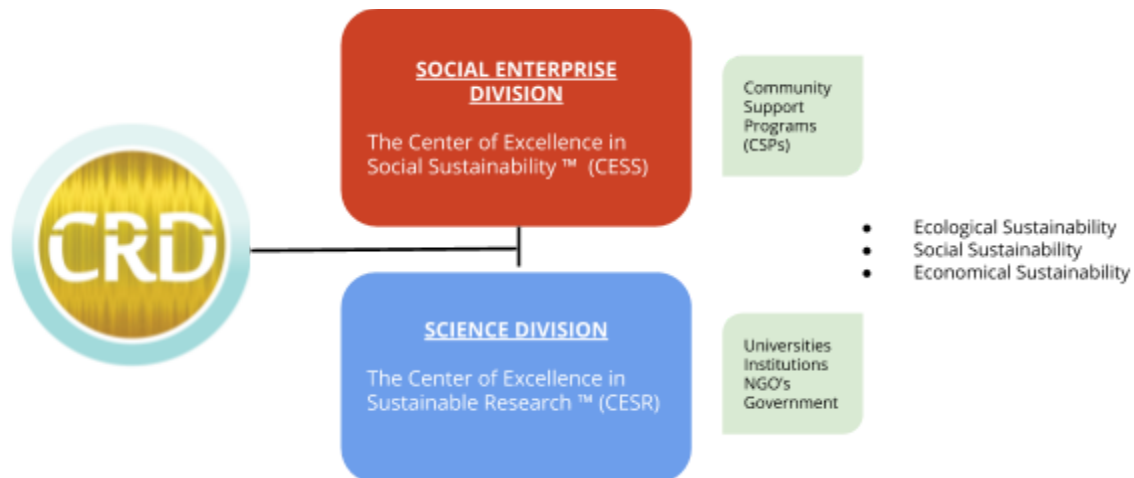 CRD
SOCIAL ENTERPRISE
DIVISION
The Center of Excellence in
Social Sustainability ™ (CESS)
Community
Support
Programs
(CSPs)
Ecological Sustainability
Social Sustainability
Economical Sustainability
SCIENCE DIVISION
The Center of Excellence in
Sustainable Research ™ (CESR)
Universities
Institutions
NGO's
Government